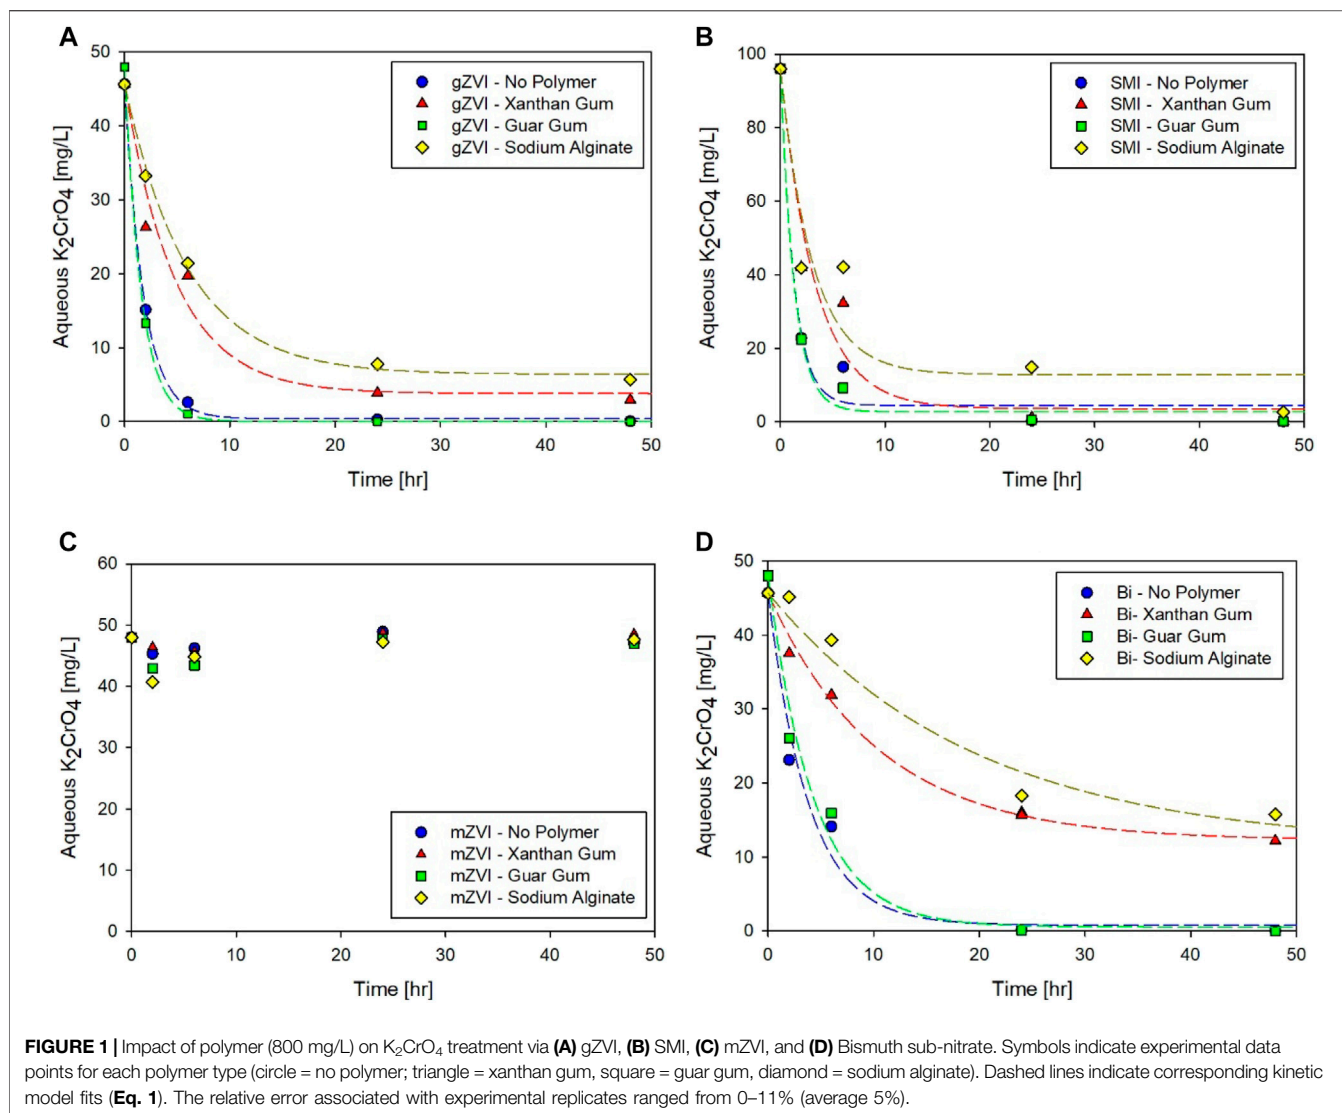 A
50
40
30
20
10
0
0
10
20
30
40
50
Aqueous K2CrO4 [mg/L]
Time [hr]
gZVI - No Polymer
gZVI - Xanthan Gum
gZVI - Guar Gum
gZVI - Sodium Alginate
B
100
80
60
40
20
0
0
10
20
30
40
50
Aqueous K2CrO4 [mg/L]
Time [hr]
SMI - No Polymer
SMI - Xanthan Gum
SMI - Guar Gum
SMI - Sodium Alginate
C
60
50
40
30
20
10
0
0
10
20
30
40
50
Aqueous K2CrO4 [mg/L]
Time [hr]
mZVI - No Polymer
mZVI - Xanthan Gum
mZVI - Guar Gum
mZVI - Sodium Alginate
D
50
40
30
20
10
0
0
10
20
30
40
50
Aqueous K2CrO4 [mg/L]
Time [hr]
Bi - No Polymer
Bi- Xanthan Gum
Bi- Guar Gum
Bi- Sodium Alginate
FIGURE 1 | Impact of polymer (800 mg/L) on K2CrO4 treatment via (A) gZVI, (B) SMI, (C) mZVI, and (D) Bismuth sub-nitrate. Symbols indicate experimental data
points for each polymer type (circle = no polymer; triangle = xanthan gum, square = guar gum, diamond = sodium alginate). Dashed lines indicate corresponding kinetic
model fits (Eq. 1). The relative error associated with experimental replicates ranged from 0–11% (average 5%).